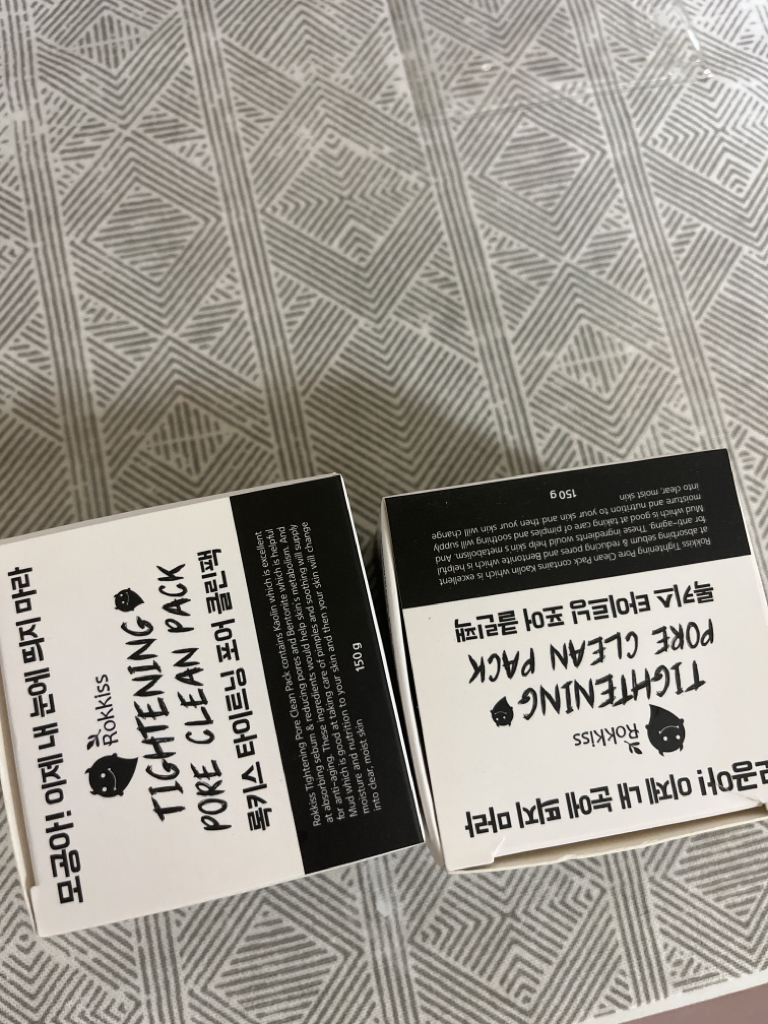 모공아! 이제 내 눈에 띄지 마라
Rokkiss
TIGHTENING
PORE CLEAN PACK
록키스 타이트닝 포어 클린팩
Rokkiss Tightening Pore Clean Pack contains Kaolin which is excellent
at absorbing sebum & reducing pores and Bentonite which is helpful
for anti-aging. These ingredients would help skin's metabolism. And
Mud which is good at taking care of pimples and soothing will supply
moisture and nutrition to your skin and then your skin will change
into clear, moist skin
150 g
모공아! 이제 내 눈에 띄지 마라
Rokkiss
TIGHTENING
PORE CLEAN PACK
록키스 타이트닝 포어 클린팩
Rokkiss Tightening Pore Clean Pack contains Kaolin which is excellent
at absorbing sebum & reducing pores and Bentonite which is helpful
for anti-aging. These ingredients would help skin's metabolism. And
Mud which is good at taking care of pimples and soothing will supply
moisture and nutrition to your skin and then your skin will change
into clear, moist skin
150 g